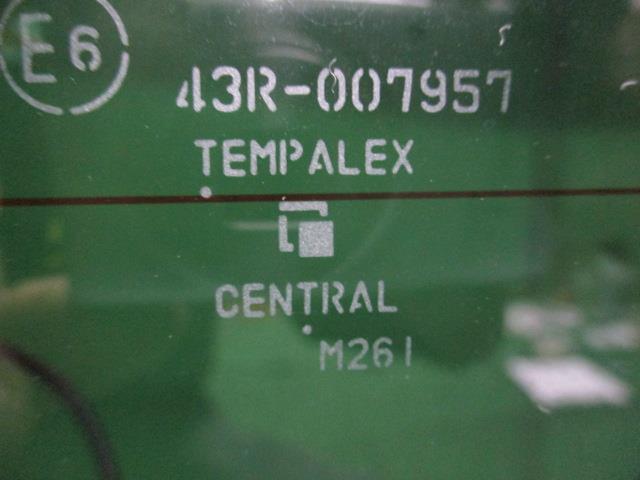 E6
43R-007957
TEMPALEX
CENTRAL
M261